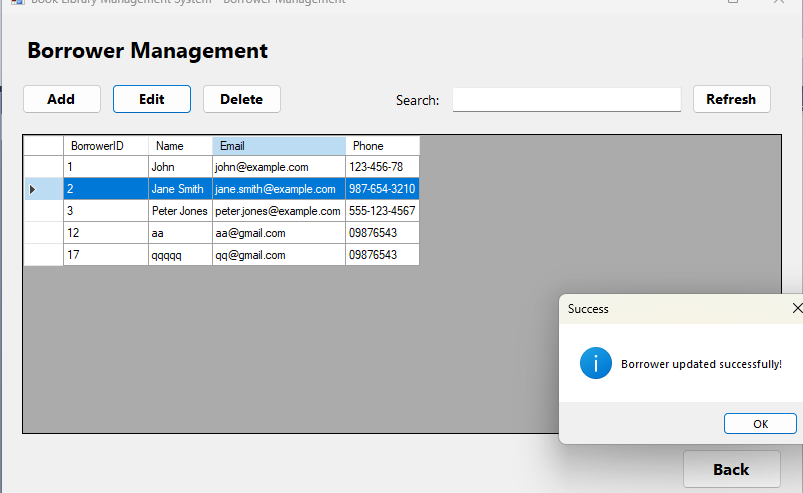 Book Library Management System - Borrower Management
Borrower Management
Add Edit Delete Search: Refresh
BorrowerID Name Email Phone
1 John john@example.com 123-456-78
2 Jane Smith jane.smith@example.com 987-654-3210
3 Peter Jones peter.jones@example.com 555-123-4567
12 aa aa@gmail.com 09876543
17 qqqqq qq@gmail.com 09876543
Success
Borrower updated successfully!
OK
Back